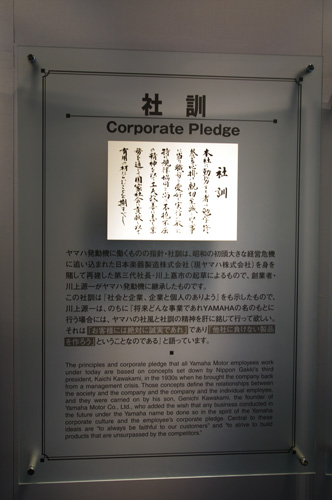 社 訓
Corporate Pledge
社 訓
ヤマハ発動機に働くものの指針・社訓は、昭和の初頭大きな経営危機
に追い込まれた日本楽器製造株式会社（現ヤマハ株式会社）を身を
賭して再建した第三代社長・川上嘉市の起草によるもので、創業者・
川上源一がヤマハ発動機に継承したものです。
この社訓は『社会と企業、企業と個人のありよう』をも示したもので、
川上源一は、のちに「将来どんな事業であれYAMAHAの名のもとに
行う場合には、ヤマハの社風と社訓の精神を肝に銘じて行って欲しい。
それは『お客様には絶対に誠実であれ』であり『他社に負けない製品
を作ろう』ということなのである」と語っています。
The principles and corporate pledge that all Yamaha Motor employees work
under today are based on concepts set down by Nippon Gakki's third
president, Kaichi Kawakami, in the 1930s when he brought the company back
from a management crisis. Those concepts define the relationships between
the society and the company and the company and the individual employee,
and they were carried on by his son, Genichi Kawakami, the founder of
Yamaha Motor Co., Ltd., who added the wish that any business conducted in
the future under the Yamaha name be done so in the spirit of the Yamaha
corporate culture and the employee's corporate pledge. Central to these
ideals are "to always be faithful to our customers" and "to strive to build
products that are unsurpassed by the competitors."